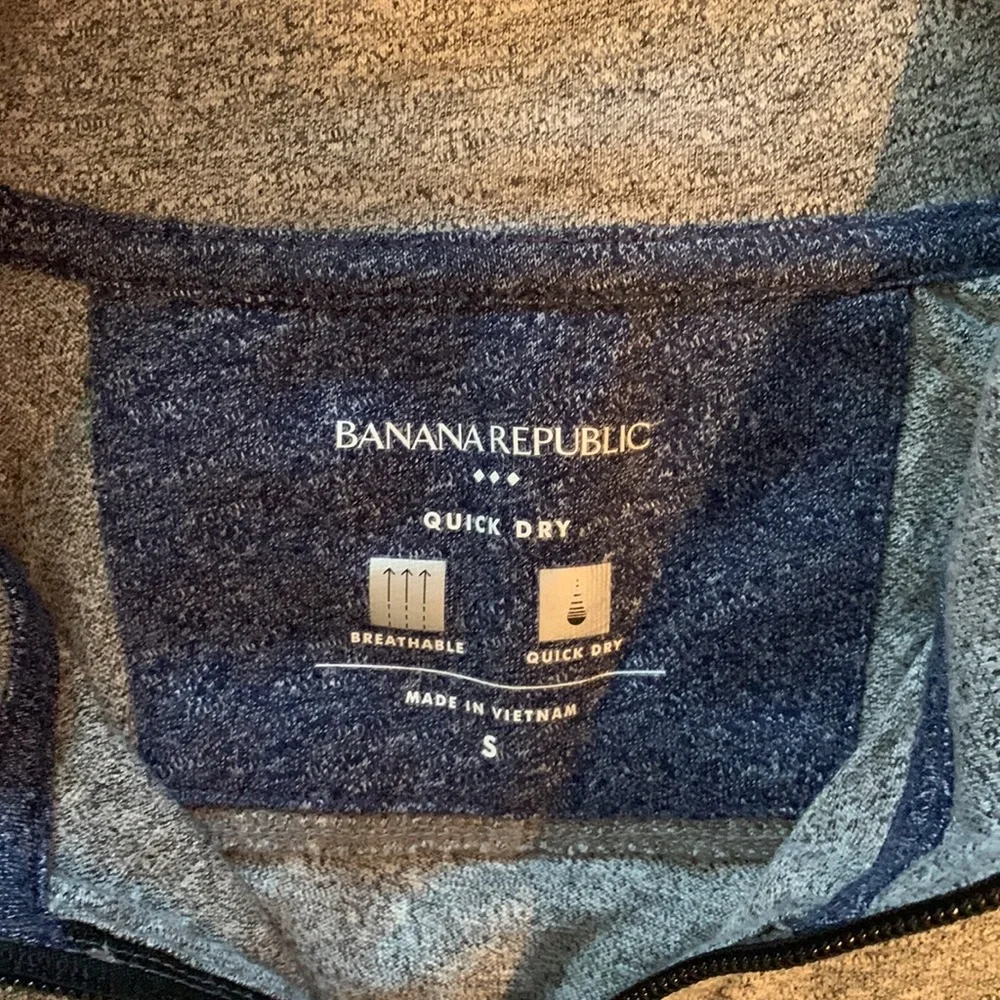 BANANA REPUBLIC
QUICK DRY
BREATHABLE
QUICK DRY
MADE IN VIETNAM
S